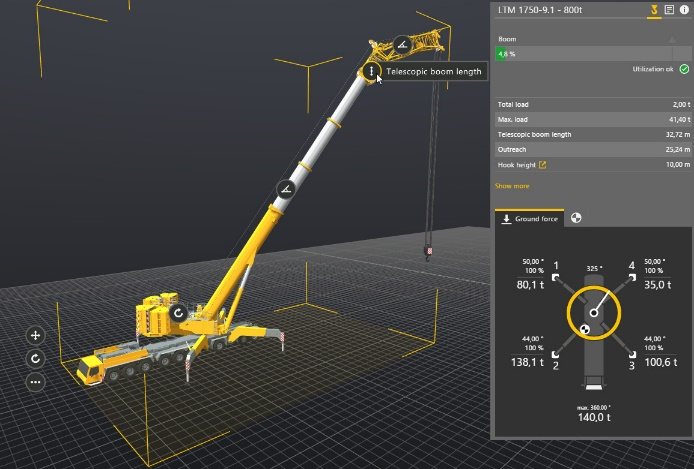 LTM 1750-9.1 - 800t
Boom
4,8 %
Utilization ok
Telescopic boom length
Total load 2,00 t
Max. load 41,40 t
Telescopic boom length 32,72 m
Outreach 25,24 m
Hook height 10,00 m
Show more
Ground force
50,00 °
100 %
80,1 t
1
325 °
4
50,00 °
100 %
35,0 t
44,00 °
100 %
138,1 t
2
3
44,00 °
100 %
100,6 t
max. 360.00 °
140,0 t